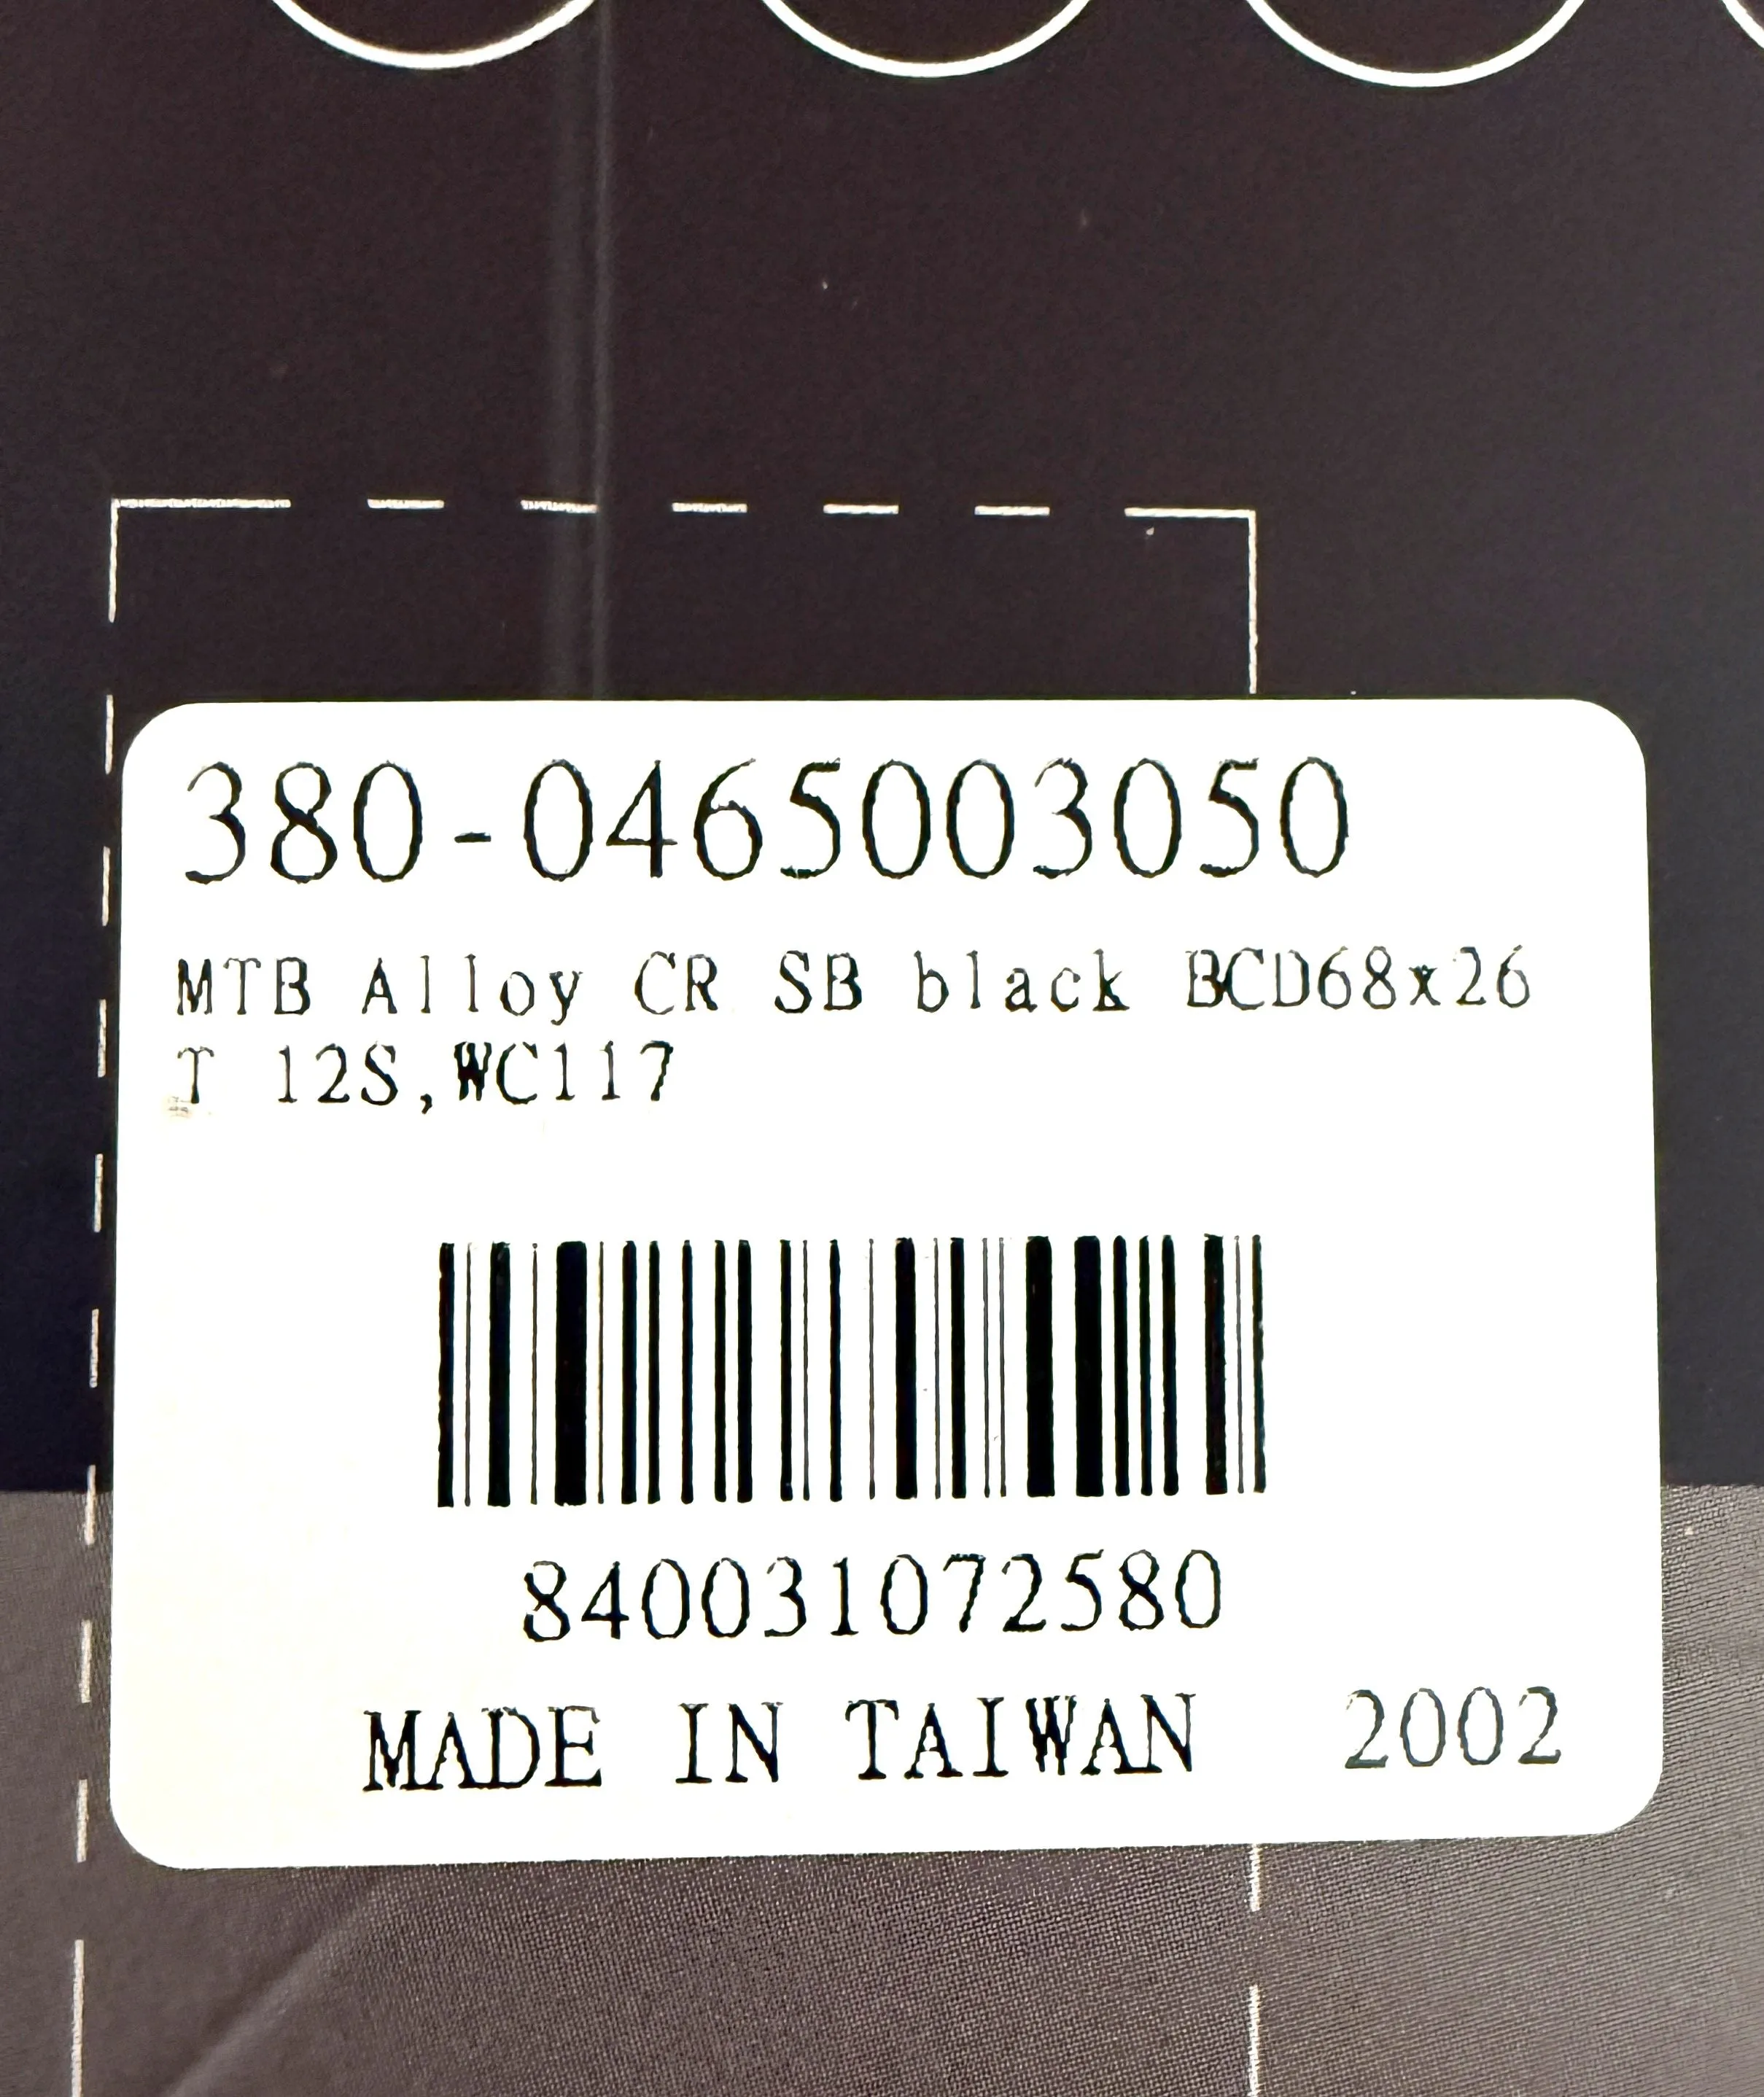 380-0465003050
MTB Alloy CR SB black BCD68x26
T 12S,WC117
840031072580
MADE IN TAIWAN 2002